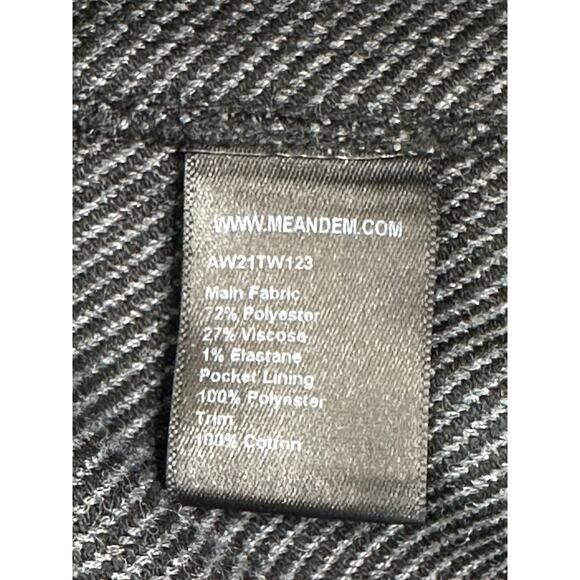 WWW.MEANDEM.COM
AW21TW123
Main Fabric
72% Polyester
27% Viscose
1% Elastane
Pocket Lining
100% Polyester
Trim
100% Cotton